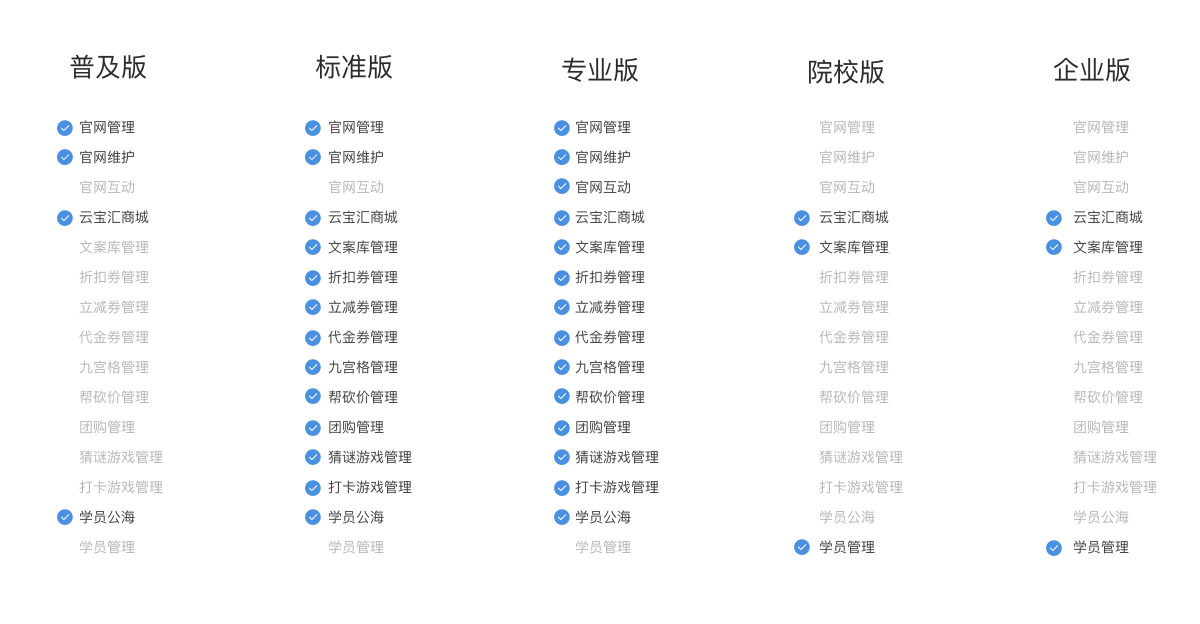 普及版
官网管理
官网维护
官网互动
云宝汇商城
文案库管理
折扣券管理
立减券管理
代金券管理
九宫格管理
帮砍价管理
团购管理
猜谜游戏管理
打卡游戏管理
学员公海
学员管理
标准版
官网管理
官网维护
官网互动
云宝汇商城
文案库管理
折扣券管理
立减券管理
代金券管理
九宫格管理
帮砍价管理
团购管理
猜谜游戏管理
打卡游戏管理
学员公海
学员管理
专业版
官网管理
官网维护
官网互动
云宝汇商城
文案库管理
折扣券管理
立减券管理
代金券管理
九宫格管理
帮砍价管理
团购管理
猜谜游戏管理
打卡游戏管理
学员公海
学员管理
院校版
官网管理
官网维护
官网互动
云宝汇商城
文案库管理
折扣券管理
立减券管理
代金券管理
九宫格管理
帮砍价管理
团购管理
猜谜游戏管理
打卡游戏管理
学员公海
学员管理
企业版
官网管理
官网维护
官网互动
云宝汇商城
文案库管理
折扣券管理
立减券管理
代金券管理
九宫格管理
帮砍价管理
团购管理
猜谜游戏管理
打卡游戏管理
学员公海
学员管理